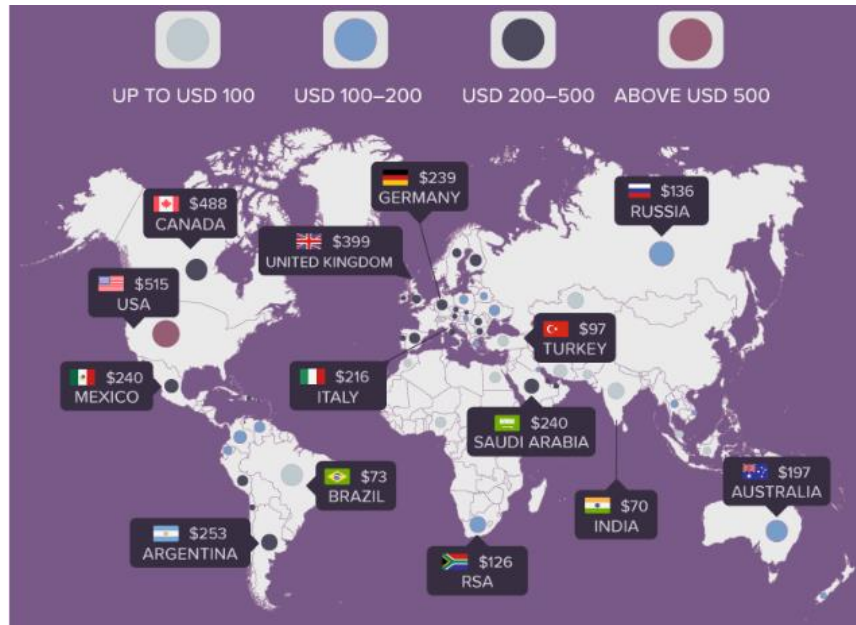 UP TO USD 100
USD 100–200
USD 200–500
ABOVE USD 500
$488
CANADA
$239
GERMANY
$136
RUSSIA
$399
UNITED KINGDOM
$515
USA
$97
TURKEY
$240
MEXICO
$216
ITALY
$240
SAUDI ARABIA
$73
BRAZIL
$70
INDIA
$197
AUSTRALIA
$253
ARGENTINA
$126
RSA